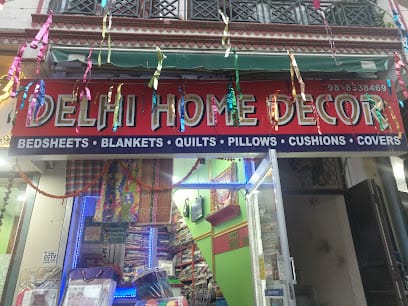 DELHI HOME DECOR
BEDSHEETS • BLANKETS • QUILTS • PILLOWS • CUSHIONS • COVERS